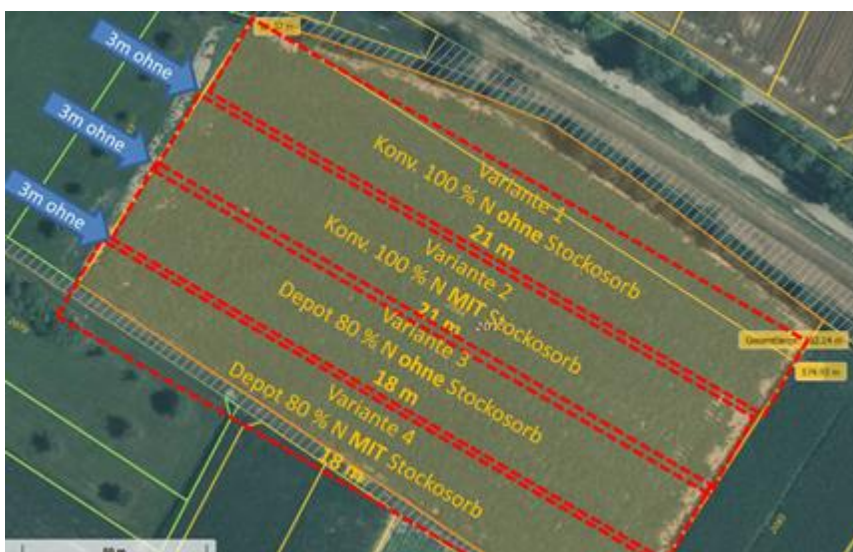 3m ohne
3m ohne
3m ohne
Variante 1
Konv. 100 % N ohne Stockosorb
21 m
Variante 2
Konv. 100 % N MIT Stockosorb
21 m
Variante 3
Depot 80 % N ohne Stockosorb
18 m
Variante 4
Depot 80 % N MIT Stockosorb
18 m